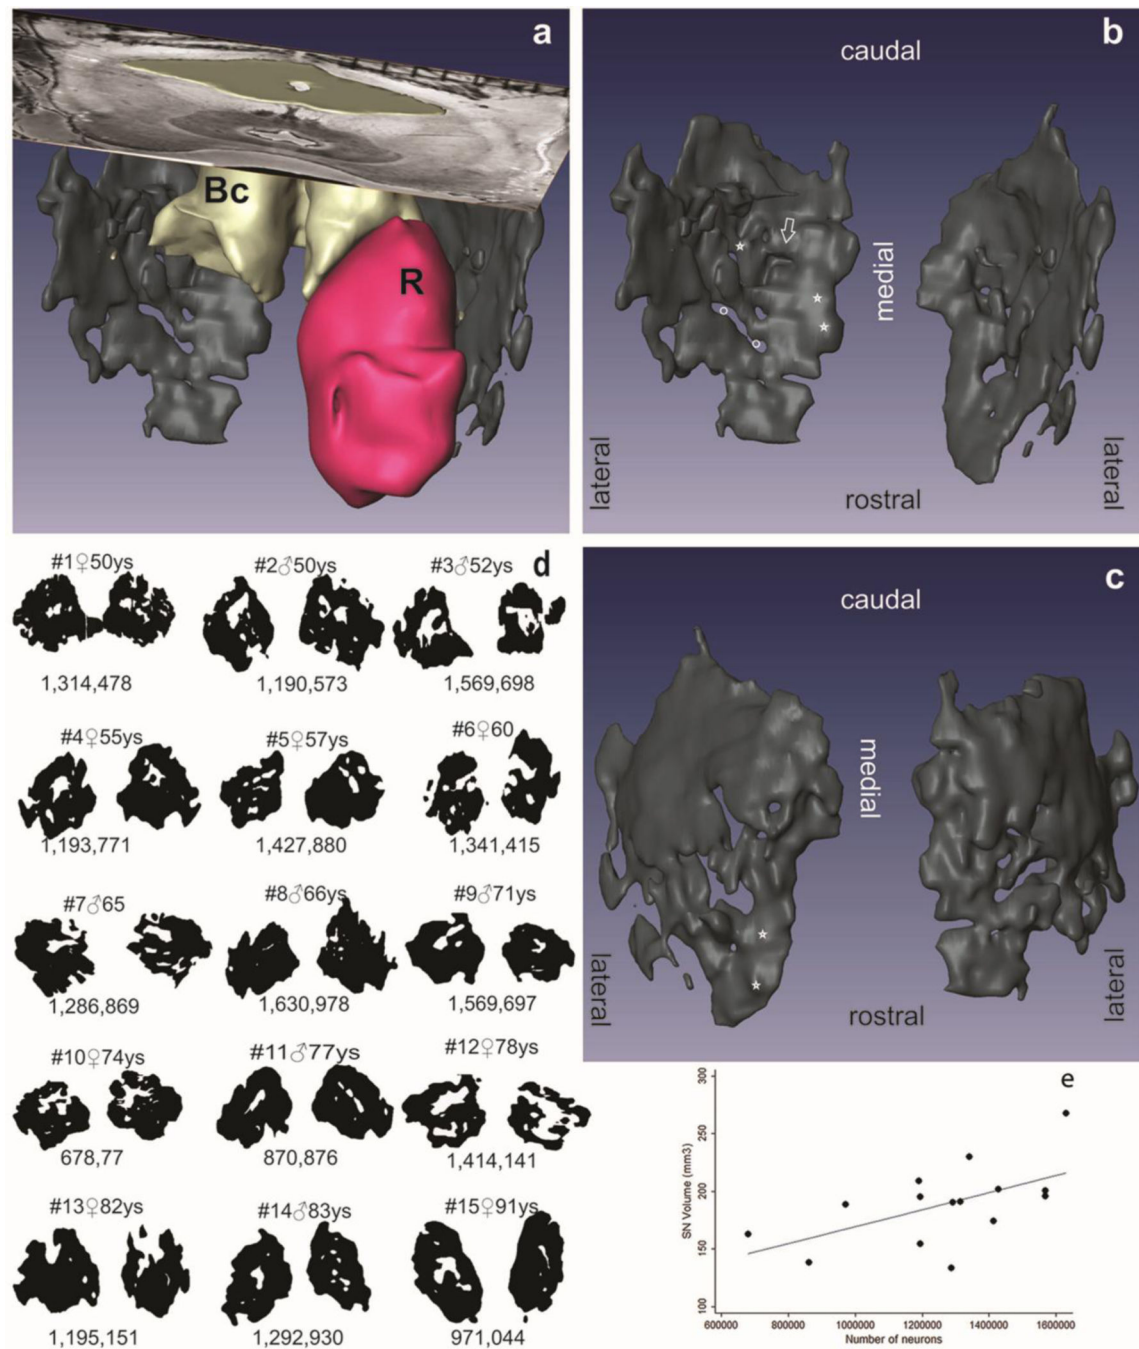 a
Bc
R
b
caudal
medial
lateral
lateral
rostral
d
#1♀50ys
#2♂50ys
#3♂52ys
1,314,478
1,190,573
1,569,698
#4♀55ys
#5♀57ys
#6♀60
1,193,771
1,427,880
1,341,415
#7♂65
#8♂66ys
#9♂71ys
1,286,869
1,630,978
1,569,697
#10♀74ys
#11♂77ys
#12♀78ys
678,77
870,876
1,414,141
#13♀82ys
#14♂83ys
#15♀91ys
1,195,151
1,292,930
971,044
c
caudal
medial
lateral
lateral
rostral
e
300
250
200
150
100
SN Volume (mm3)
600000 800000 1000000 1200000 1400000 1600000
Number of neurons